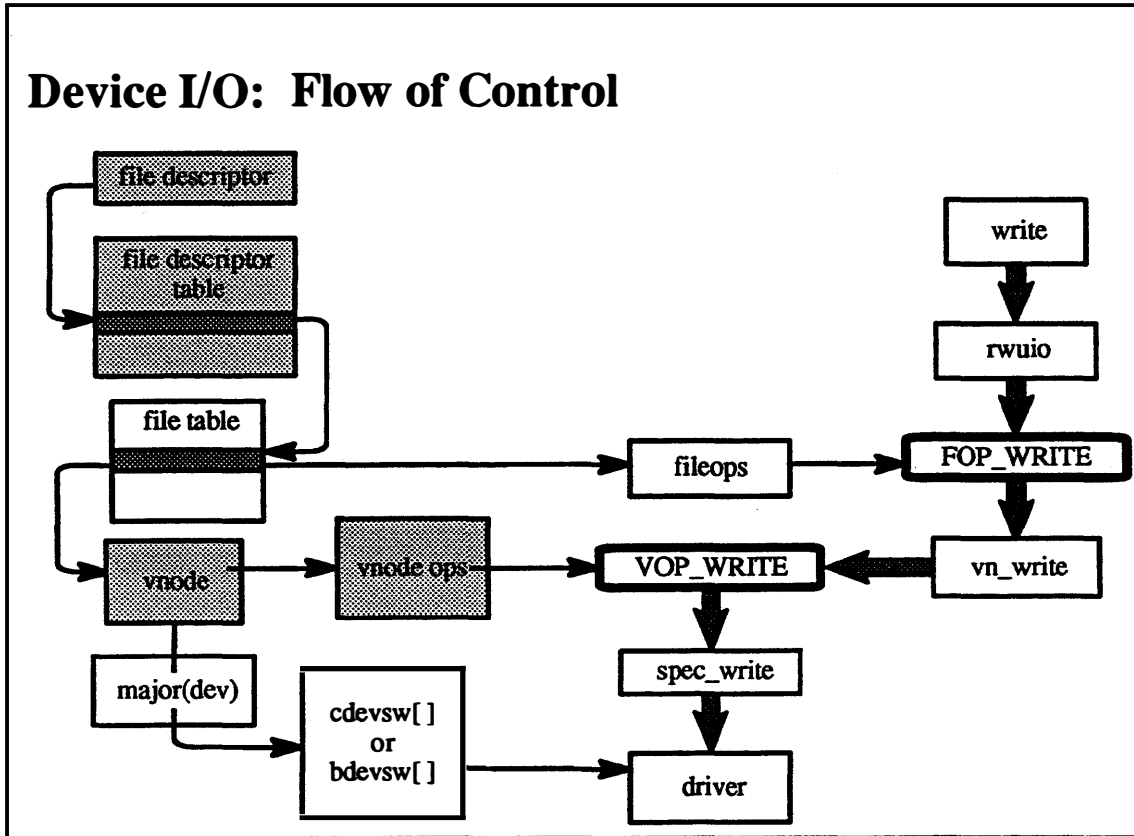 Device I/O: Flow of Control
file descriptor
file descriptor
table
file table
vnode
major(dev)
vnode ops
cdevsw[ ]
or
bdevsw[ ]
fileops
VOP_WRITE
spec_write
driver
write
rwuio
FOP_WRITE
vn_write